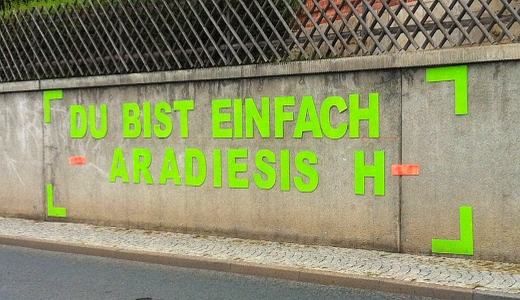 DU BIST EINFACH
ARADIESIS H